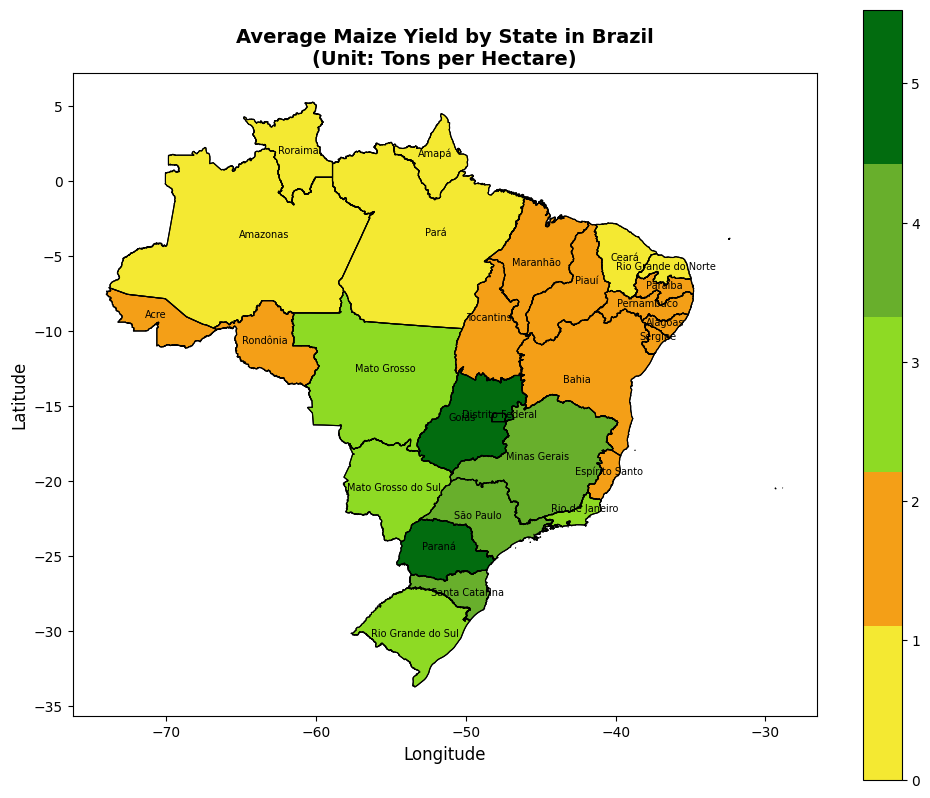 Average Maize Yield by State in Brazil
(Unit: Tons per Hectare)
Latitude
5
0
−5
−10
−15
−20
−25
−30
−35
Roraima
Amapá
Amazonas
Pará
Ceará
Maranhão
Rio Grande do Norte
Piauí
Paraíba
Pernambuco
Acre
Tocantins
Alagoas
Sergipe
Rondônia
Mato Grosso
Bahia
Distrito Federal
Goiás
Minas Gerais
Espírito Santo
Mato Grosso do Sul
Rio de Janeiro
São Paulo
Paraná
Santa Catarina
Rio Grande do Sul
−70
−60
−50
−40
−30
Longitude
5
4
3
2
1
0